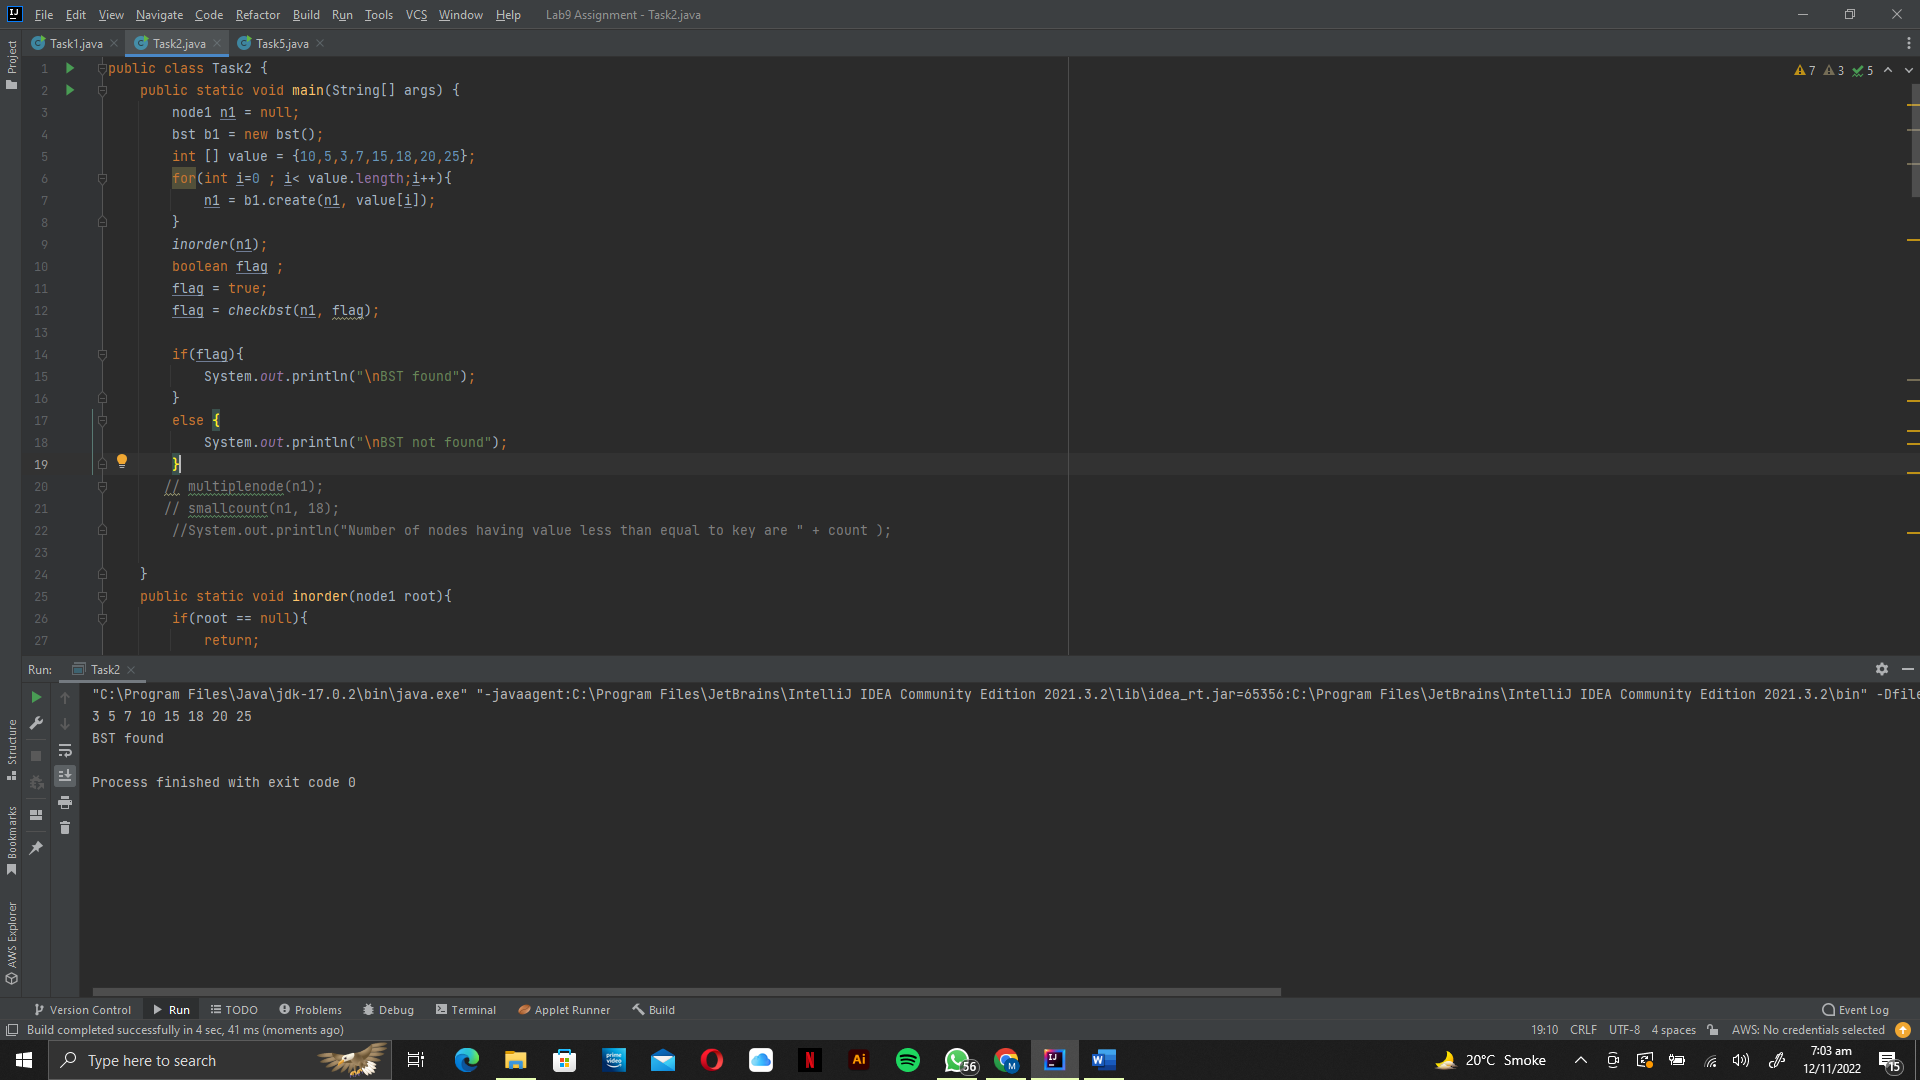 File Edit View Navigate Code Refactor Build Run Tools VCS Window Help Lab9 Assignment - Task2.java
Task1.java Task2.java Task5.java
Project
7 3 5
1 public class Task2 {
2 public static void main(String[] args) {
3 node1 n1 = null;
4 bst b1 = new bst();
5 int [] value = {10,5,3,7,15,18,20,25};
6 for(int i=0 ; i< value.length;i++){
7 n1 = b1.create(n1, value[i]);
8 }
9 inorder(n1);
10 boolean flag ;
11 flag = true;
12 flag = checkbst(n1, flag);
13
14 if(flag){
15 System.out.println("\nBST found");
16 }
17 else {
18 System.out.println("\nBST not found");
19 }
20 // multiplenode(n1);
21 // smallcount(n1, 18);
22 //System.out.println("Number of nodes having value less than equal to key are " + count );
23
24 }
25 public static void inorder(node1 root){
26 if(root == null){
27 return;
Run: Task2
"C:\Program Files\Java\jdk-17.0.2\bin\java.exe" "-javaagent:C:\Program Files\JetBrains\IntelliJ IDEA Community Edition 2021.3.2\lib\idea_rt.jar=65356:C:\Program Files\JetBrains\IntelliJ IDEA Community Edition 2021.3.2\bin" -Dfile
3 5 7 10 15 18 20 25
BST found
Process finished with exit code 0
Structure
Bookmarks
AWS Explorer
Version Control Run TODO Problems Debug Terminal Applet Runner Build Event Log
Build completed successfully in 4 sec, 41 ms (moments ago) 19:10 CRLF UTF-8 4 spaces AWS: No credentials selected
Type here to search prime video Ai 56 M 20°C Smoke 7:03 am
12/11/2022 15